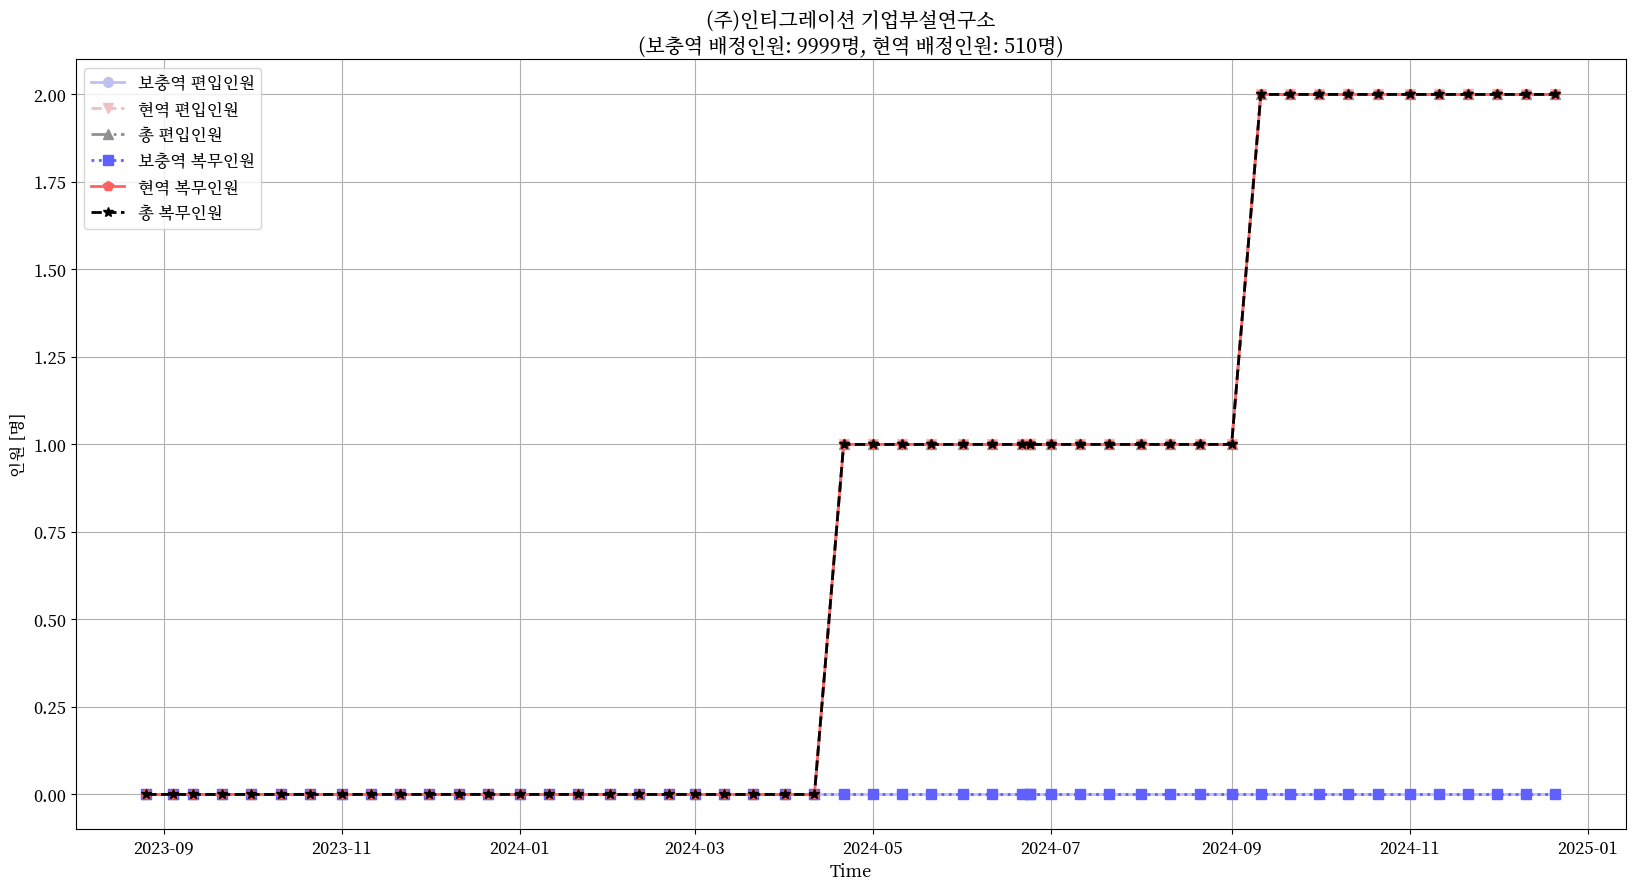 (주)인티그레이션 기업부설연구소
(보충역 배정인원: 9999명, 현역 배정인원: 510명)
보충역 편입인원
현역 편입인원
총 편입인원
보충역 복무인원
현역 복무인원
총 복무인원
2.00
1.75
1.50
1.25
1.00
0.75
0.50
0.25
0.00
인원 [명]
2023-09
2023-11
2024-01
2024-03
2024-05
2024-07
2024-09
2024-11
2025-01
Time